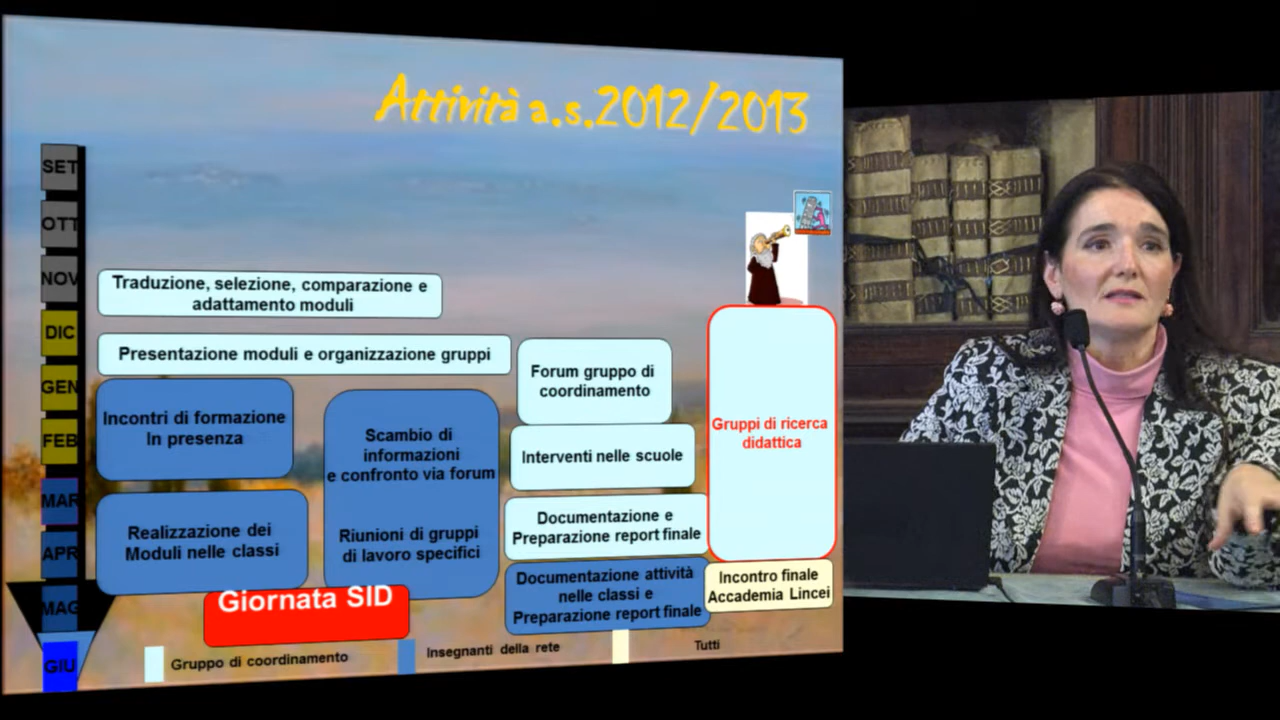 Attività a.s.2012/2013
SET
OTT
NOV
DIC
GEN
FEB
MAR
APR
MAG
GIU
Traduzione, selezione, comparazione e
adattamento moduli
Presentazione moduli e organizzazione gruppi
Incontri di formazione
In presenza
Realizzazione dei
Moduli nelle classi
Scambio di
informazioni
e confronto via forum
Riunioni di gruppi
di lavoro specifici
Forum gruppo di
coordinamento
Interventi nelle scuole
Documentazione e
Preparazione report finale
Documentazione attività
nelle classi e
Preparazione report finale
Gruppi di ricerca
didattica
Incontro finale
Accademia Lincei
Giornata SID
Gruppo di coordinamento
Insegnanti della rete
Tutti